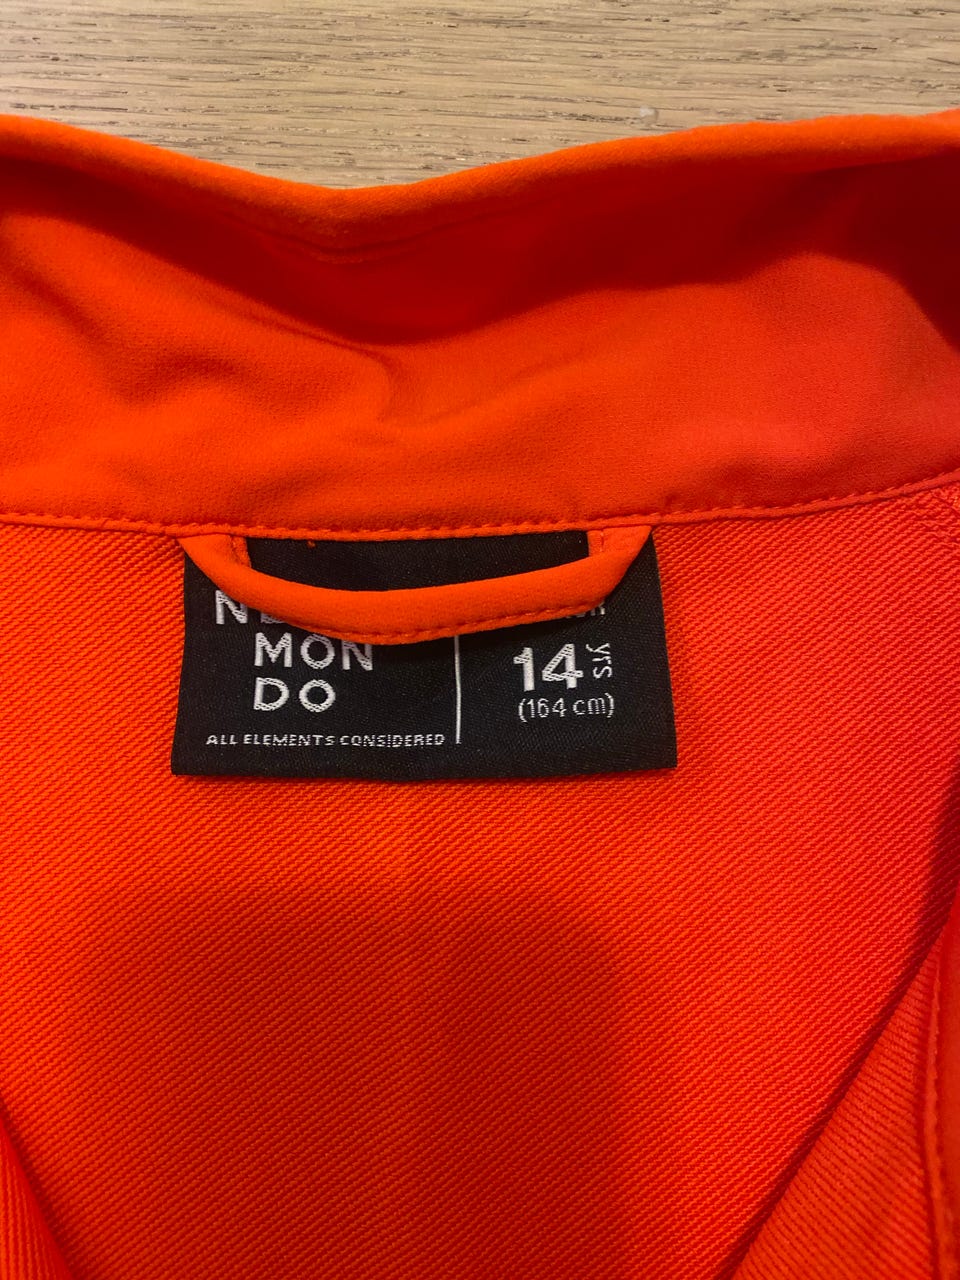 MON
DO
ALL ELEMENTS CONSIDERED
14 yrs
(164 cm)